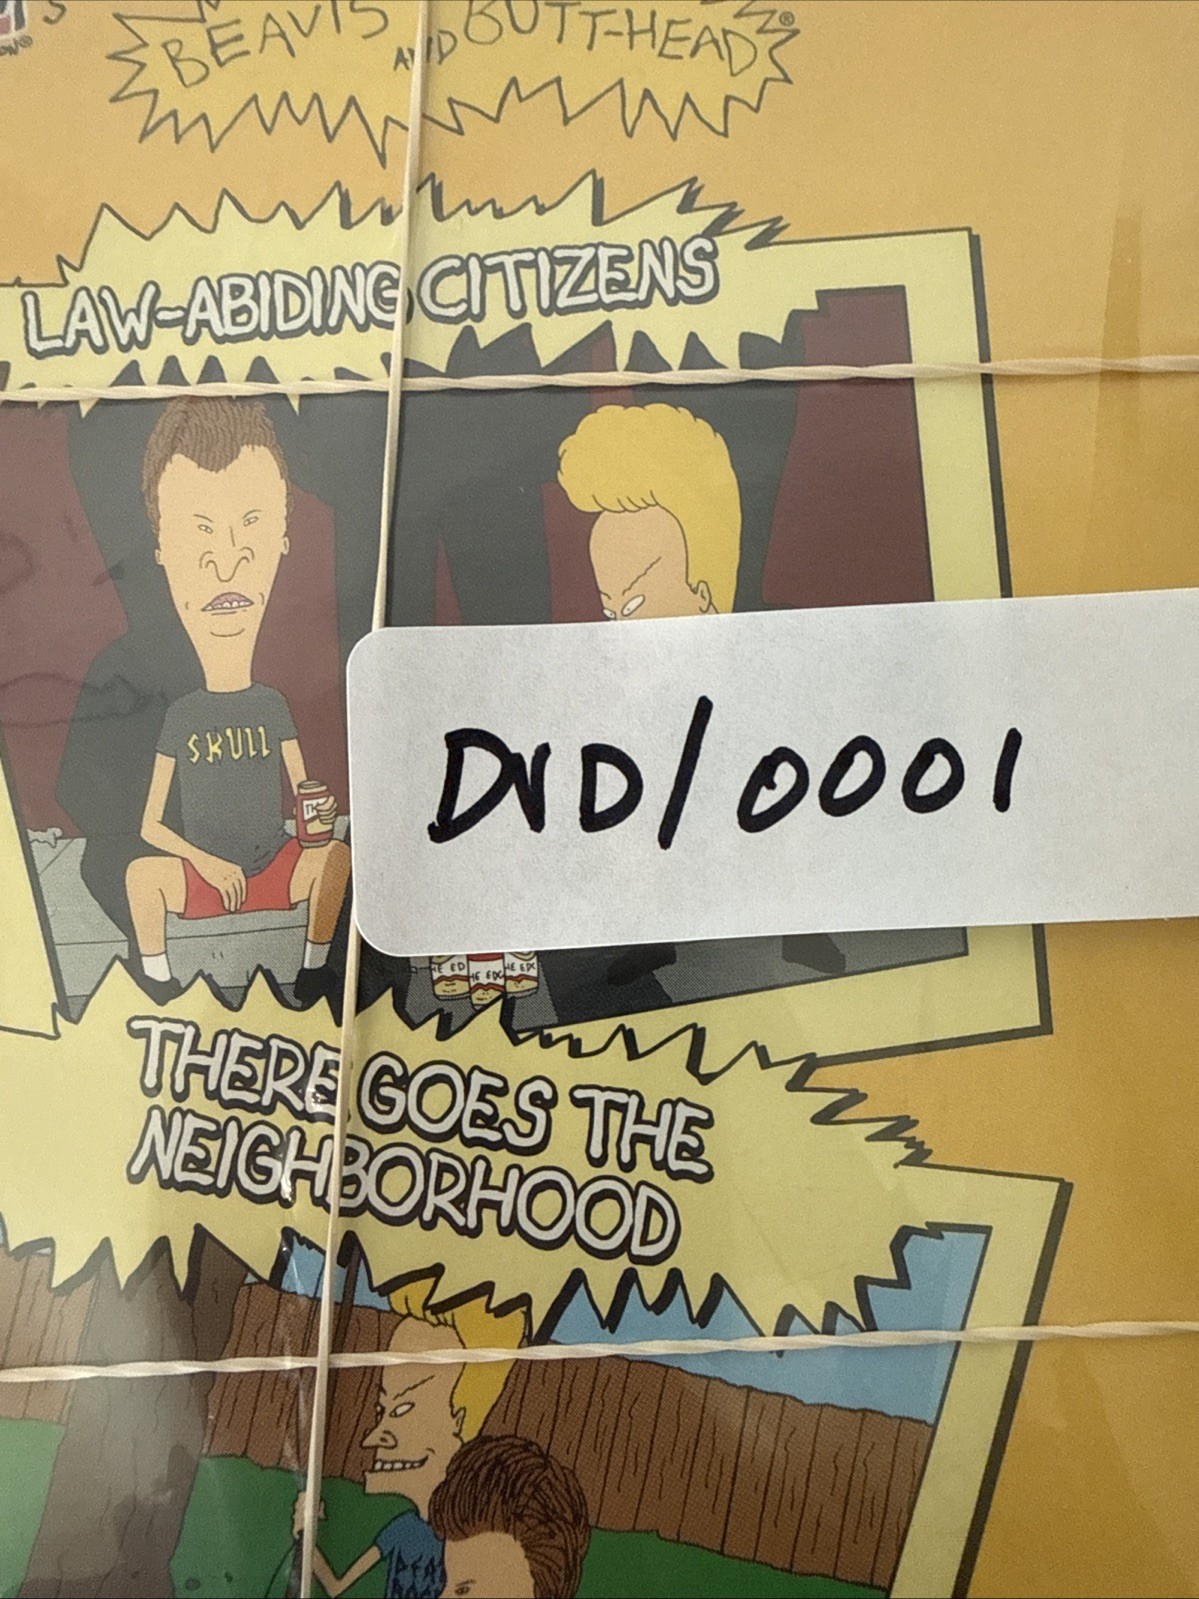 BEAVIS AND BUTT-HEAD®
LAW-ABIDING CITIZENS
SKULL
DVD/0001
THERE GOES THE
NEIGHBORHOOD